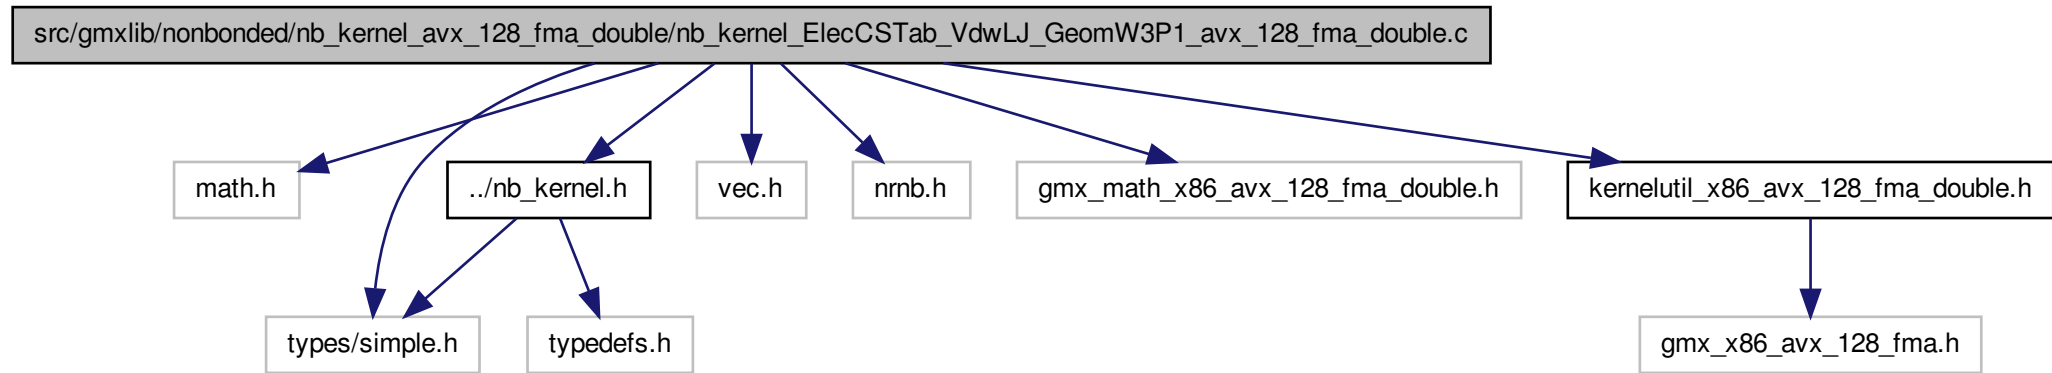 src/gmxlib/nonbonded/nb_kernel_avx_128_fma_double/nb_kernel_ElecCSTab_VdwLJ_GeomW3P1_avx_128_fma_double.c
math.h
../nb_kernel.h
vec.h
nrnb.h
gmx_math_x86_avx_128_fma_double.h
kernelutil_x86_avx_128_fma_double.h
types/simple.h
typedefs.h
gmx_x86_avx_128_fma.h